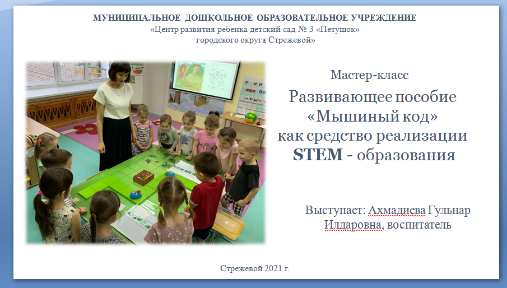 МУНИЦИПАЛЬНОЕ ДОШКОЛЬНОЕ ОБРАЗОВАТЕЛЬНОЕ УЧРЕЖДЕНИЕ
«Центр развития ребенка детский сад № 3 «Петушок»
городского округа Стрежевой»
Мастер-класс
Развивающее пособие
«Мышиный код»
как средство реализации
STEM - образования
Выступает: Ахмадиева Гульнар
Илдаровна, воспитатель
Стрежевой 2021 г.